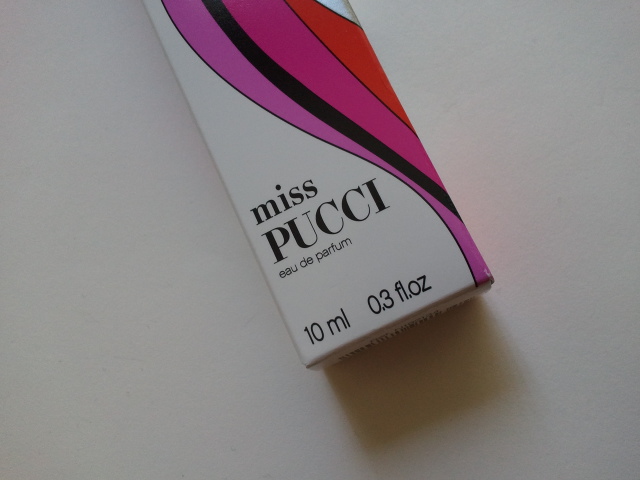 miss
PUCCI
eau de parfum
10 ml 0.3 fl.oz